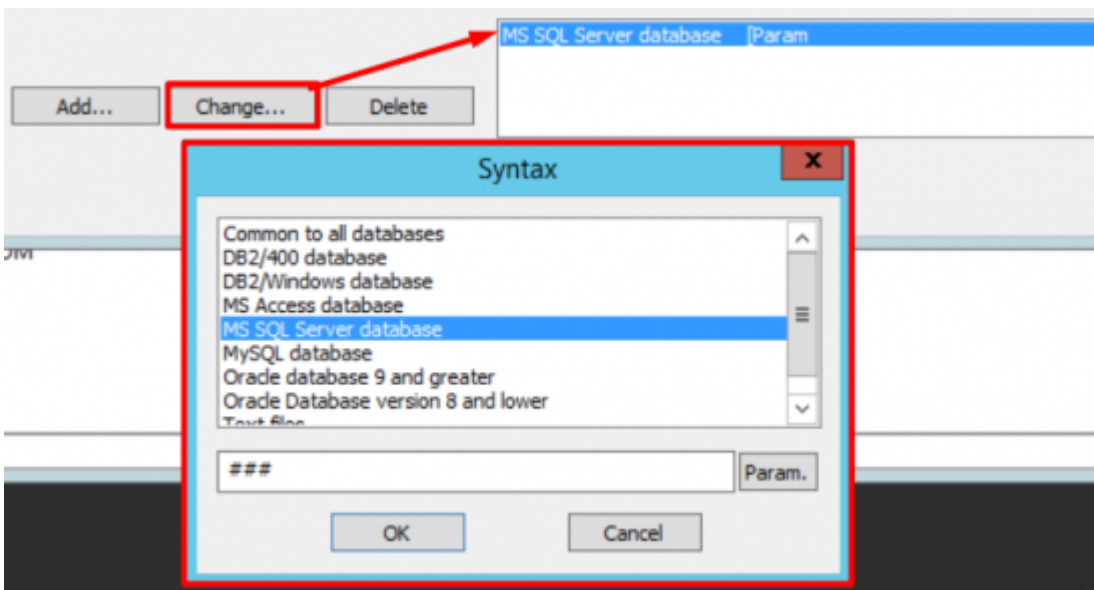 MS SQL Server database [Param
Add...
Change...
Delete
Syntax
x
Common to all databases
DB2/400 database
DB2/Windows database
MS Access database
MS SQL Server database
MySQL database
Oracle database 9 and greater
Oracle Database version 8 and lower
Text files
###
Param.
OK
Cancel